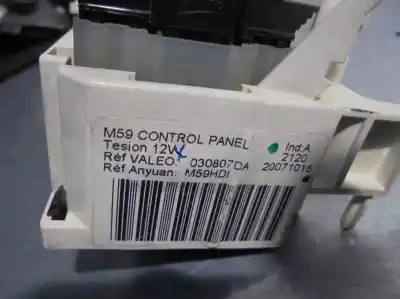 M59 CONTROL PANEL Ind:A
Tesion 12V 2120
Réf VALEO: 030807DA 20071015
Réf Anyuan: M59HDI